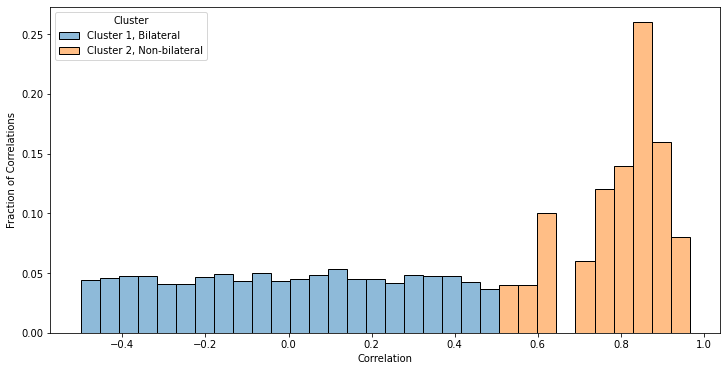 Cluster
Cluster 1, Bilateral
Cluster 2, Non-bilateral
Fraction of Correlations
0.25
0.20
0.15
0.10
0.05
0.00
−0.4
−0.2
0.0
0.2
0.4
0.6
0.8
1.0
Correlation